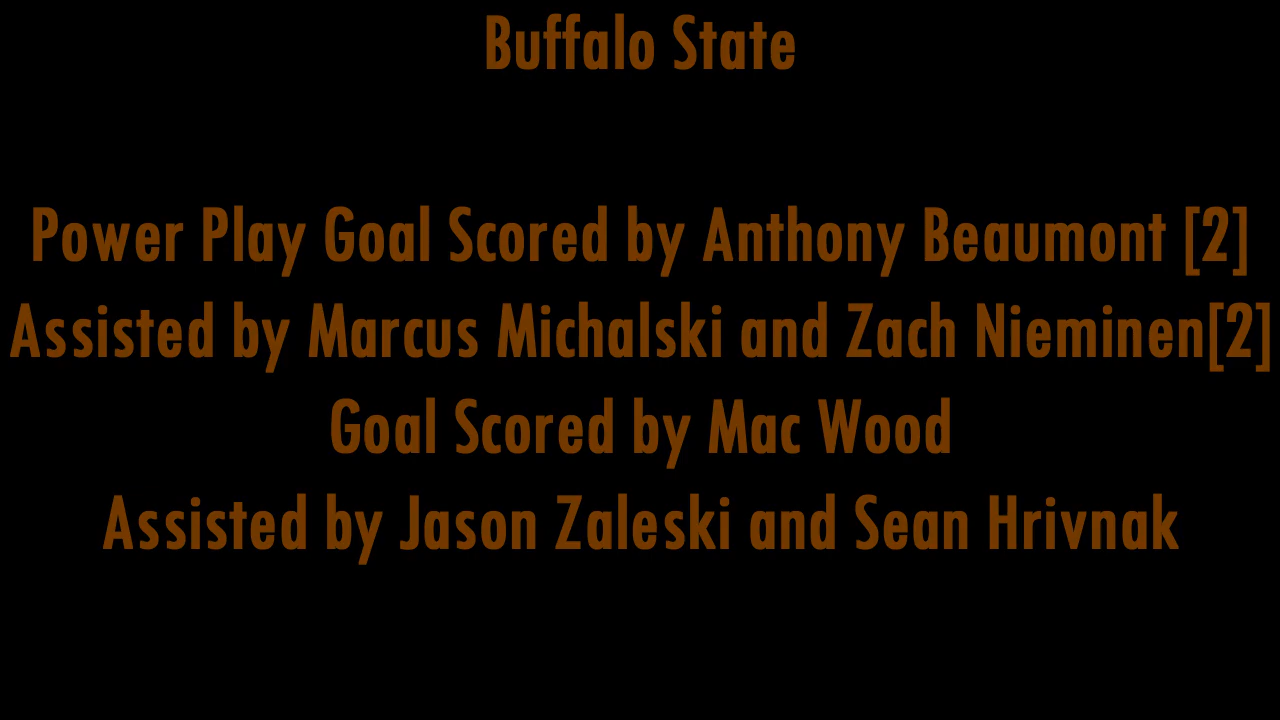 Buffalo State
Power Play Goal Scored by Anthony Beaumont [2]
Assisted by Marcus Michalski and Zach Nieminen[2]
Goal Scored by Mac Wood
Assisted by Jason Zaleski and Sean Hrivnak